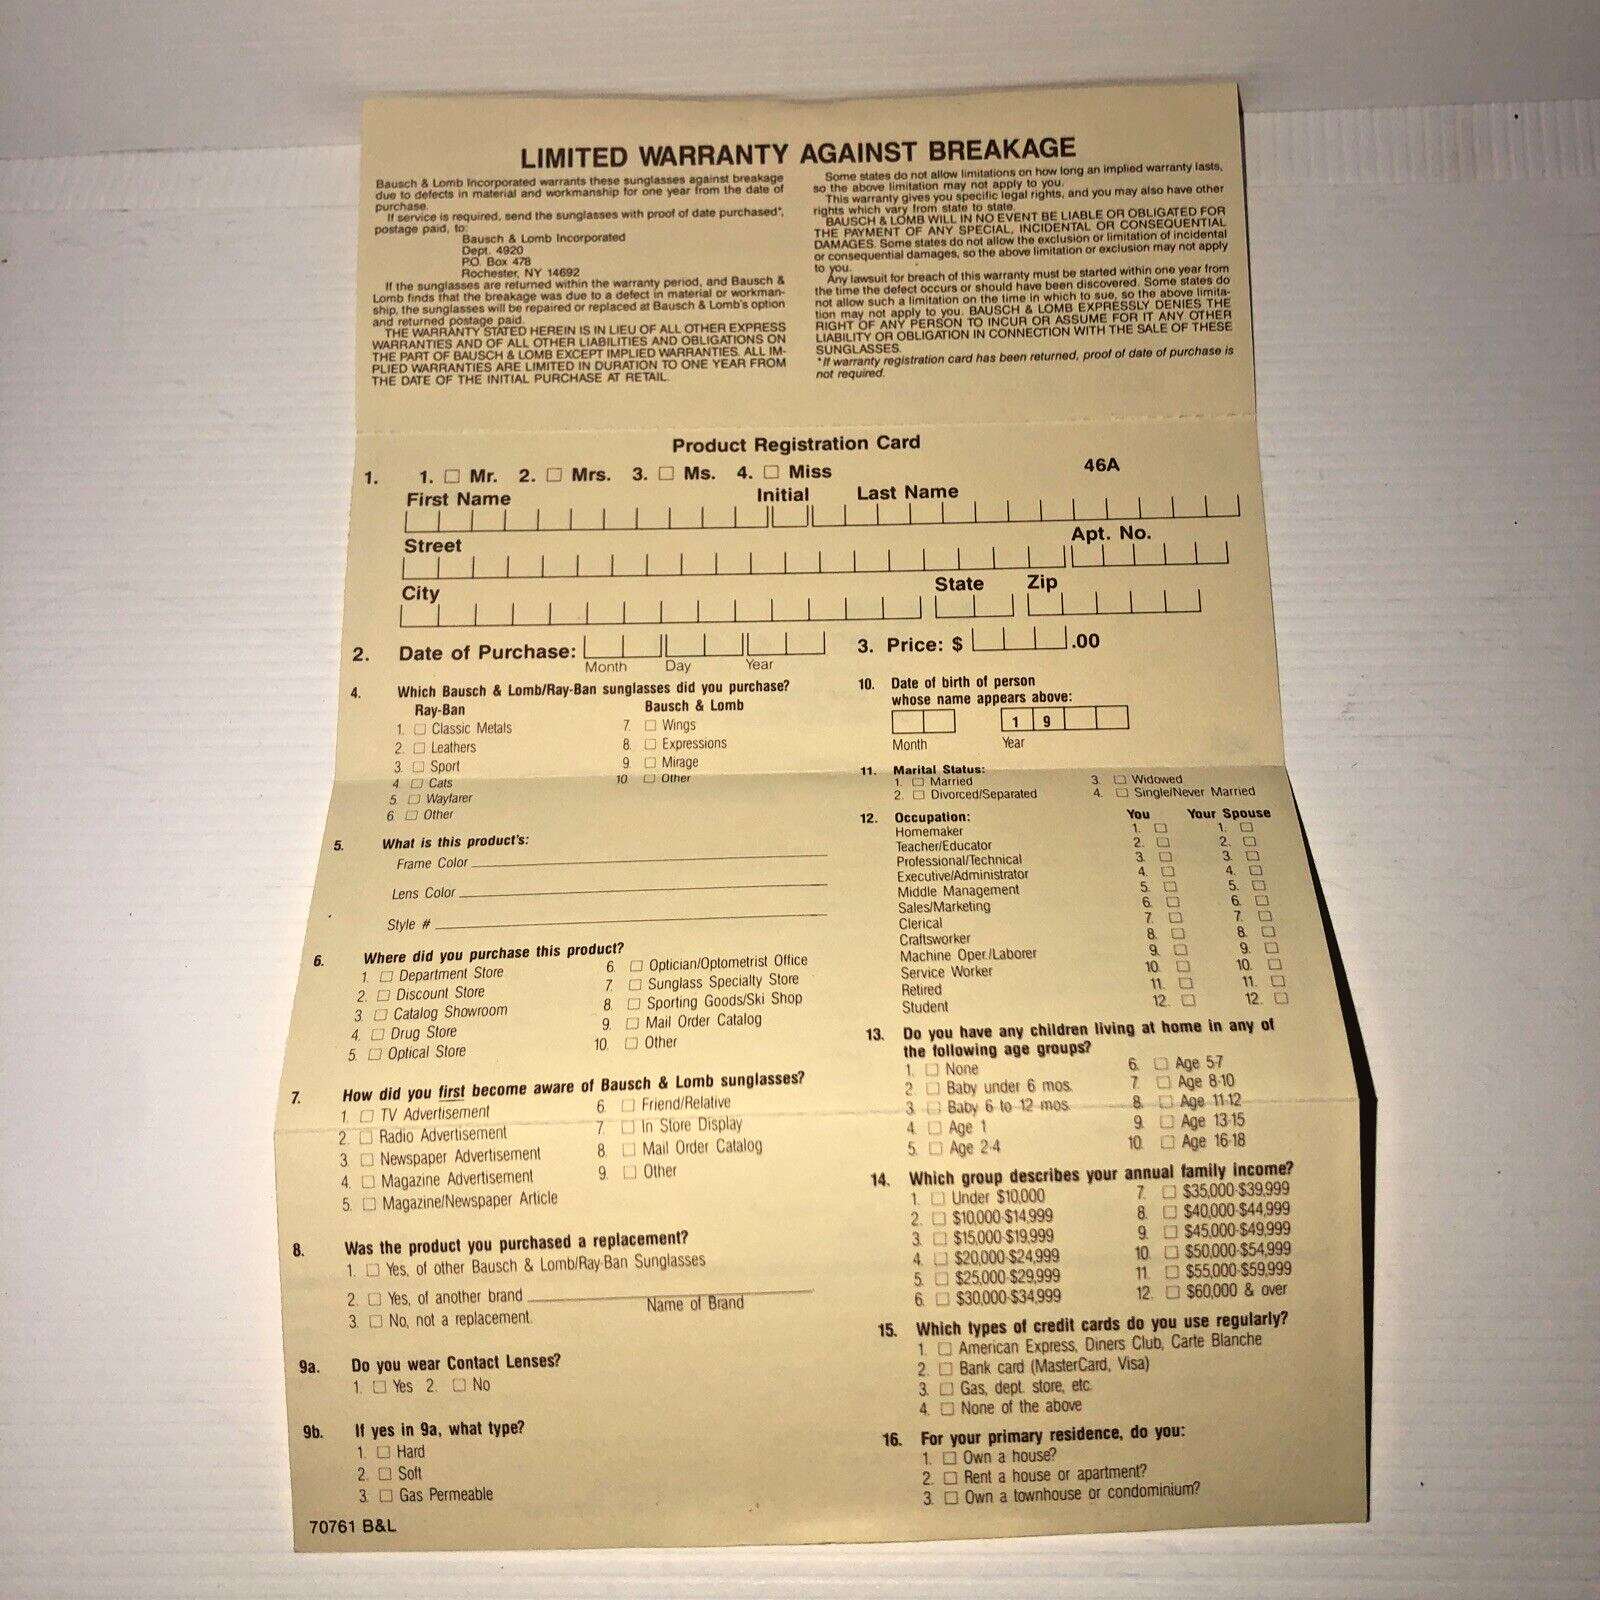 LIMITED WARRANTY AGAINST BREAKAGE
Bausch & Lomb Incorporated warrants these sunglasses against breakage
due to defects in material and workmanship for one year from the date of
purchase.
If service is required, send the sunglasses with proof of date purchased*,
postage paid, to:
Bausch & Lomb Incorporated
Dept. 4920
P.O. Box 478
Rochester, NY 14692
If the sunglasses are returned within the warranty period, and Bausch &
Lomb finds that the breakage was due to a defect in material or workman-
ship, the sunglasses will be repaired or replaced at Bausch & Lomb's option
and returned postage paid.
THE WARRANTY STATED HEREIN IS IN LIEU OF ALL OTHER EXPRESS
WARRANTIES AND OF ALL OTHER LIABILITIES AND OBLIGATIONS ON
THE PART OF BAUSCH & LOMB EXCEPT IMPLIED WARRANTIES. ALL IM-
PLIED WARRANTIES ARE LIMITED IN DURATION TO ONE YEAR FROM
THE DATE OF THE INITIAL PURCHASE AT RETAIL.
Some states do not allow limitations on how long an implied warranty lasts,
so the above limitation may not apply to you.
This warranty gives you specific legal rights, and you may also have other
rights which vary from state to state.
BAUSCH & LOMB WILL IN NO EVENT BE LIABLE OR OBLIGATED FOR
THE PAYMENT OF ANY SPECIAL, INCIDENTAL OR CONSEQUENTIAL
DAMAGES. Some states do not allow the exclusion or limitation of incidental
or consequential damages, so the above limitation or exclusion may not apply
to you.
Any lawsuit for breach of this warranty must be started within one year from
the time the defect occurs or should have been discovered. Some states do
not allow such a limitation on the time in which to sue, so the above limita-
tion may not apply to you. BAUSCH & LOMB EXPRESSLY DENIES THE
RIGHT OF ANY PERSON TO INCUR OR ASSUME FOR IT ANY OTHER
LIABILITY OR OBLIGATION IN CONNECTION WITH THE SALE OF THESE
SUNGLASSES.
*If warranty registration card has been returned, proof of date of purchase is
not required.
Product Registration Card
46A
1. 1. □ Mr. 2. □ Mrs. 3. □ Ms. 4. □ Miss
First Name Initial Last Name
Street Apt. No.
City State Zip
2. Date of Purchase:
Month Day Year
3. Price: $ .00
4. Which Bausch & Lomb/Ray-Ban sunglasses did you purchase?
Ray-Ban Bausch & Lomb
1. □ Classic Metals 7. □ Wings
2. □ Leathers 8. □ Expressions
3. □ Sport 9. □ Mirage
4. □ Cats 10. □ Other
5. □ Wayfarer
6. □ Other
5. What is this product's:
Frame Color
Lens Color
Style #
6. Where did you purchase this product?
1. □ Department Store 6. □ Optician/Optometrist Office
2. □ Discount Store 7. □ Sunglass Specialty Store
3. □ Catalog Showroom 8. □ Sporting Goods/Ski Shop
4. □ Drug Store 9. □ Mail Order Catalog
5. □ Optical Store 10. □ Other
7. How did you first become aware of Bausch & Lomb sunglasses?
1. □ TV Advertisement 6. □ Friend/Relative
2. □ Radio Advertisement 7. □ In Store Display
3. □ Newspaper Advertisement 8. □ Mail Order Catalog
4. □ Magazine Advertisement 9. □ Other
5. □ Magazine/Newspaper Article
8. Was the product you purchased a replacement?
1. □ Yes, of other Bausch & Lomb/Ray-Ban Sunglasses
2. □ Yes, of another brand
Name of Brand
3. □ No, not a replacement.
9a. Do you wear Contact Lenses?
1. □ Yes 2. □ No
9b. If yes in 9a, what type?
1. □ Hard
2. □ Soft
3. □ Gas Permeable
70761 B&L
10. Date of birth of person
whose name appears above:
1 9
Month Year
11. Marital Status:
1. □ Married 3. □ Widowed
2. □ Divorced/Separated 4. □ Single/Never Married
12. Occupation: You Your Spouse
Homemaker 1. □ 1. □
Teacher/Educator 2. □ 2. □
Professional/Technical 3. □ 3. □
Executive/Administrator 4. □ 4. □
Middle Management 5. □ 5. □
Sales/Marketing 6. □ 6. □
Clerical 7. □ 7. □
Craftsworker 8. □ 8. □
Machine Oper./Laborer 9. □ 9. □
Service Worker 10. □ 10. □
Retired 11. □ 11. □
Student 12. □ 12. □
13. Do you have any children living at home in any of
the following age groups?
1. □ None 6. □ Age 5-7
2. □ Baby under 6 mos. 7. □ Age 8-10
3. □ Baby 6 to 12 mos. 8. □ Age 11-12
4. □ Age 1 9. □ Age 13-15
5. □ Age 2-4 10. □ Age 16-18
14. Which group describes your annual family income?
1. □ Under $10,000 7. □ $35,000-$39,999
2. □ $10,000-$14,999 8. □ $40,000-$44,999
3. □ $15,000-$19,999 9. □ $45,000-$49,999
4. □ $20,000-$24,999 10. □ $50,000-$54,999
5. □ $25,000-$29,999 11. □ $55,000-$59,999
6. □ $30,000-$34,999 12. □ $60,000 & over
15. Which types of credit cards do you use regularly?
1. □ American Express, Diners Club, Carte Blanche
2. □ Bank card (MasterCard, Visa)
3. □ Gas, dept. store, etc.
4. □ None of the above
16. For your primary residence, do you:
1. □ Own a house?
2. □ Rent a house or apartment?
3. □ Own a townhouse or condominium?